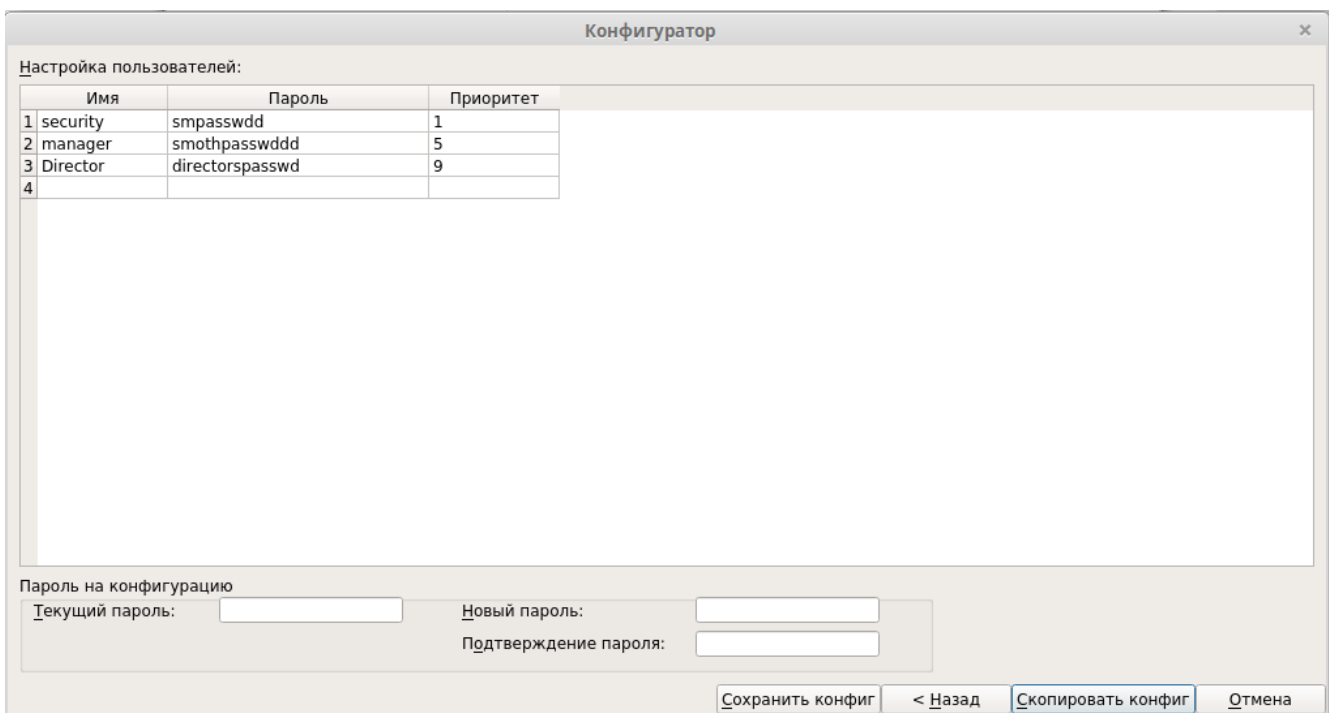 Конфигуратор ×
Настройка пользователей:
Имя Пароль Приоритет
1 security smpasswdd 1
2 manager smothpasswddd 5
3 Director directorspasswd 9
4
Пароль на конфигурацию
Текущий пароль: Новый пароль:
Подтверждение пароля:
Сохранить конфиг < Назад Скопировать конфиг Отмена